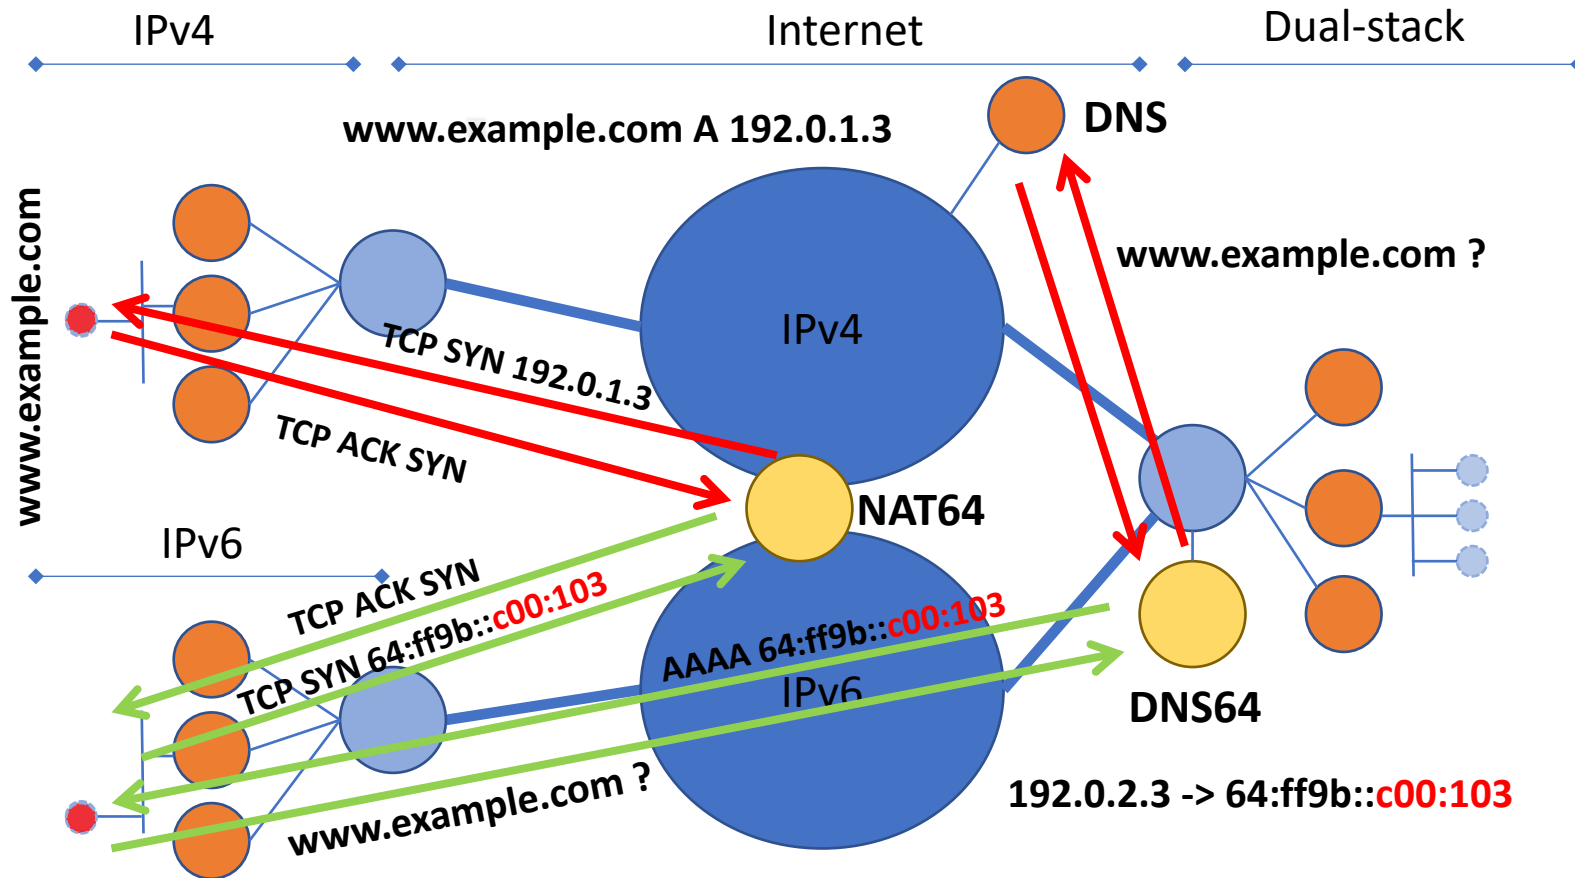 IPv4
Internet
Dual-stack
www.example.com A 192.0.1.3
DNS
www.example.com
www.example.com ?
IPv4
TCP SYN 192.0.1.3
TCP ACK SYN
NAT64
IPv6
TCP ACK SYN
TCP SYN 64:ff9b::c00:103
AAAA 64:ff9b::c00:103
IPv6
DNS64
www.example.com ?
192.0.2.3 -> 64:ff9b::c00:103